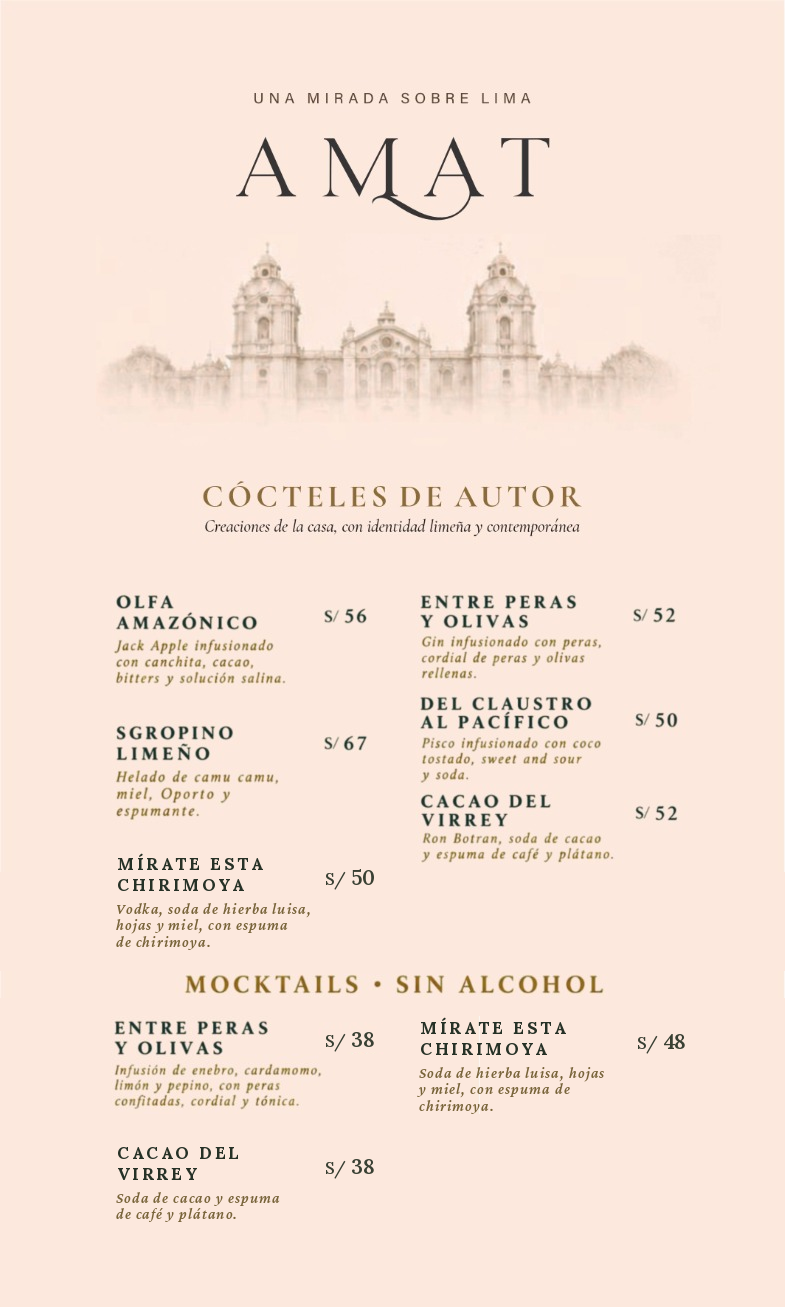 UNA MIRADA SOBRE LIMA
AMAT
CÓCTELES DE AUTOR
Creaciones de la casa, con identidad limeña y contemporánea
OLFA
AMAZÓNICO
S/ 56
Jack Apple infusionado
con canchita, cacao,
bitters y solución salina.
SGROPINO
LIMEÑO
S/ 67
Helado de camu camu,
miel, Oporto y
espumante.
MÍRATE ESTA
CHIRIMOYA
S/ 50
Vodka, soda de hierba luisa,
hojas y miel, con espuma
de chirimoya.
ENTRE PERAS
Y OLIVAS
S/ 52
Gin infusionado con peras,
cordial de peras y olivas
rellenas.
DEL CLAUSTRO
AL PACÍFICO
S/ 50
Pisco infusionado con coco
tostado, sweet and sour
y soda.
CACAO DEL
VIRREY
S/ 52
Ron Botran, soda de cacao
y espuma de café y plátano.
MOCKTAILS • SIN ALCOHOL
ENTRE PERAS
Y OLIVAS
S/ 38
Infusión de enebro, cardamomo,
limón y pepino, con peras
confitadas, cordial y tónica.
CACAO DEL
VIRREY
S/ 38
Soda de cacao y espuma
de café y plátano.
MÍRATE ESTA
CHIRIMOYA
S/ 48
Soda de hierba luisa, hojas
y miel, con espuma de
chirimoya.